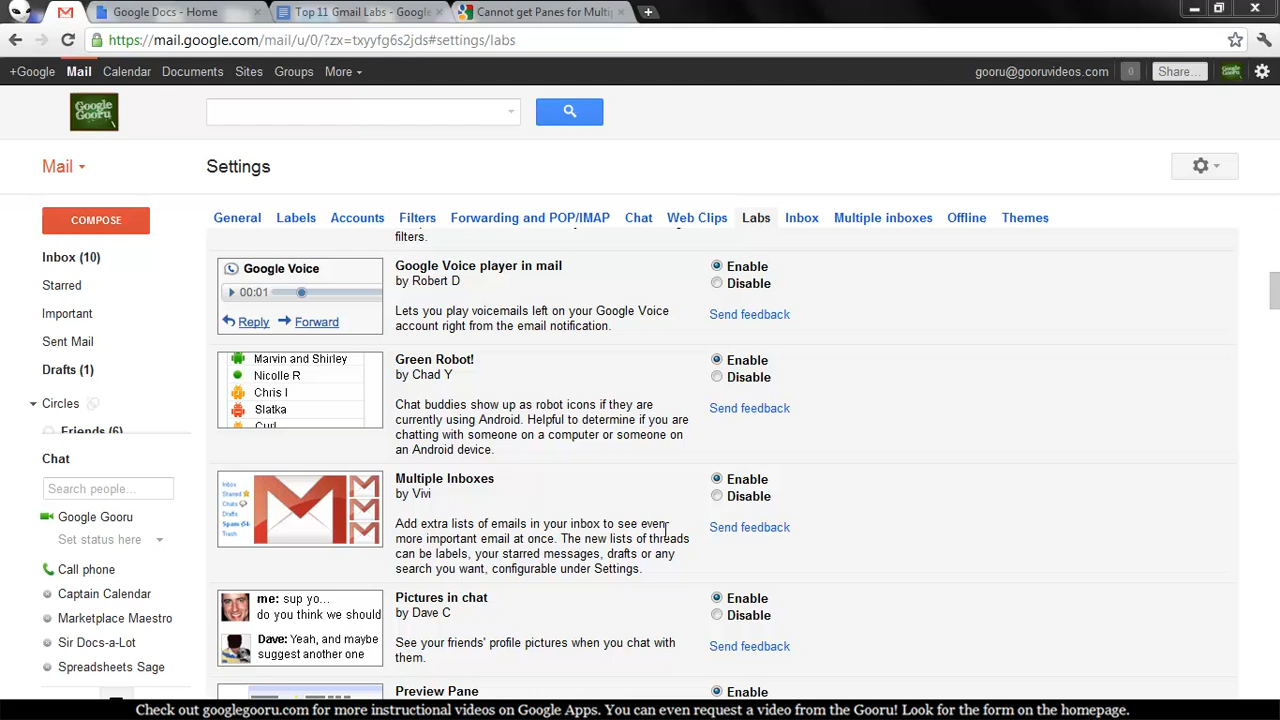 Google Docs - Home
Top 11 Gmail Labs - Google
Cannot get Panes for Multip
https://mail.google.com/mail/u/0/?zx=txyyfg6s2jds#settings/labs
+Google Mail Calendar Documents Sites Groups More
gooru@gooruvideos.com 0 Share...
Google
Gooru
Mail
Settings
COMPOSE
General Labels Accounts Filters Forwarding and POP/IMAP Chat Web Clips Labs Inbox Multiple inboxes Offline Themes
Inbox (10)
Starred
Important
Sent Mail
Drafts (1)
Circles
Friends (6)
Chat
Search people...
Google Gooru
Set status here
Call phone
Captain Calendar
Marketplace Maestro
Sir Docs-a-Lot
Spreadsheets Sage
filters.
Google Voice
00:01
Reply Forward
Google Voice player in mail
by Robert D
Lets you play voicemails left on your Google Voice
account right from the email notification.
Enable
Disable
Send feedback
Marvin and Shirley
Nicolle R
Chris I
Slatka
Curl
Green Robot!
by Chad Y
Chat buddies show up as robot icons if they are
currently using Android. Helpful to determine if you are
chatting with someone on a computer or someone on
an Android device.
Enable
Disable
Send feedback
Inbox
Starred
Chats
Drafts
Trash
Multiple Inboxes
by Vivi
Add extra lists of emails in your inbox to see even
more important email at once. The new lists of threads
can be labels, your starred messages, drafts or any
search you want, configurable under Settings.
Enable
Disable
Send feedback
me: sup yo...
do you think we should
Dave: Yeah, and maybe
suggest another one
Pictures in chat
by Dave C
See your friends' profile pictures when you chat with
them.
Enable
Disable
Send feedback
Preview Pane
Enable
Check out googlegooru.com for more instructional videos on Google Apps. You can even request a video from the Gooru! Look for the form on the homepage.